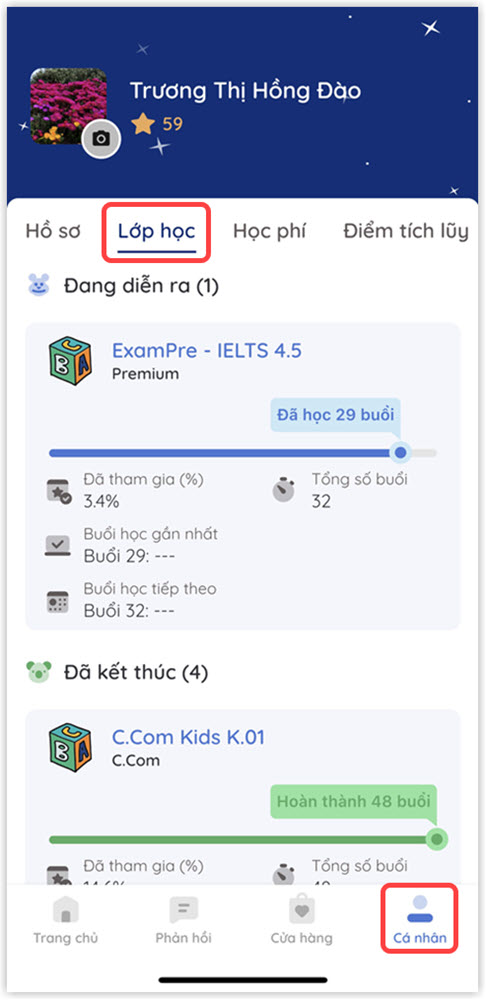 Trương Thị Hồng Đào
59
Hồ sơ Lớp học Học phí Điểm tích lũy
Đang diễn ra (1)
ExamPre - IELTS 4.5
Premium
Đã học 29 buổi
Đã tham gia (%) Tổng số buổi
3.4% 32
Buổi học gần nhất
Buổi 29: ---
Buổi học tiếp theo
Buổi 32: ---
Đã kết thúc (4)
C.Com Kids K.01
C.Com
Hoàn thành 48 buổi
Đã tham gia (%) Tổng số buổi
Trang chủ Phản hồi Cửa hàng Cá nhân